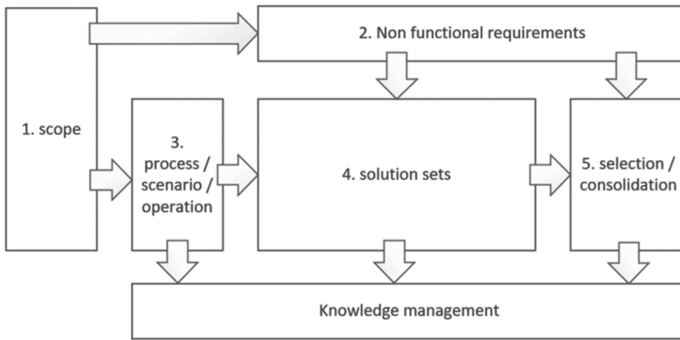 2. Non functional requirements
1. scope
3.
process /
scenario /
operation
4. solution sets
5. selection /
consolidation
Knowledge management